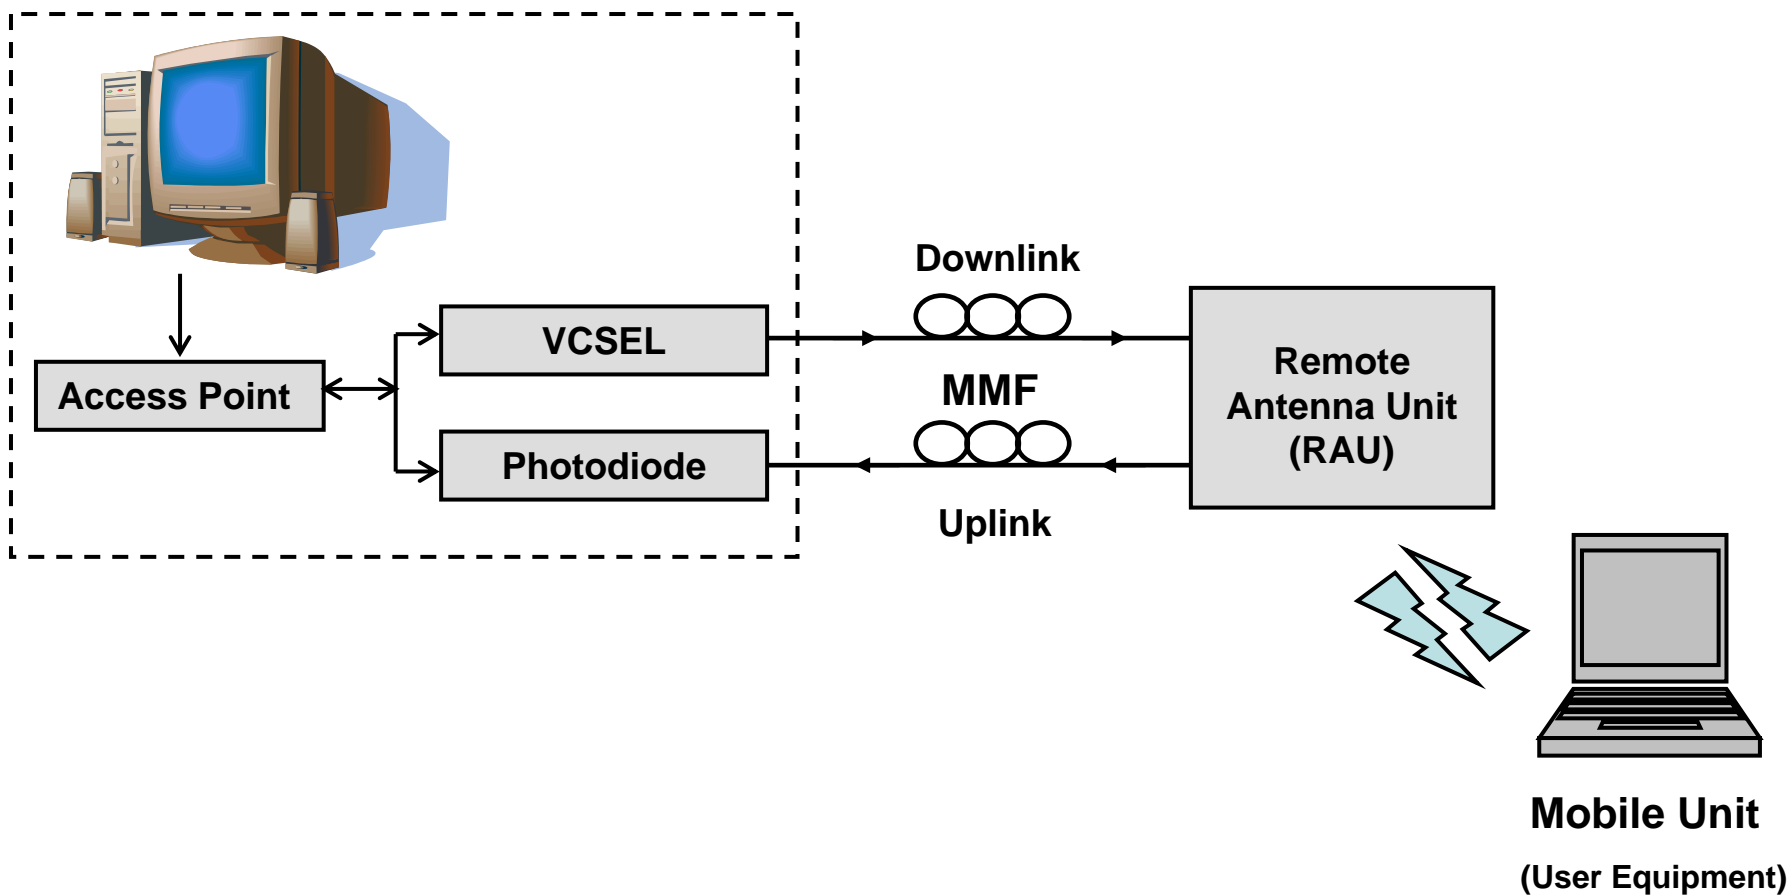 Downlink
VCSEL
Access Point
MMF
Remote
Antenna Unit
(RAU)
Photodiode
Uplink
Mobile Unit
(User Equipment)